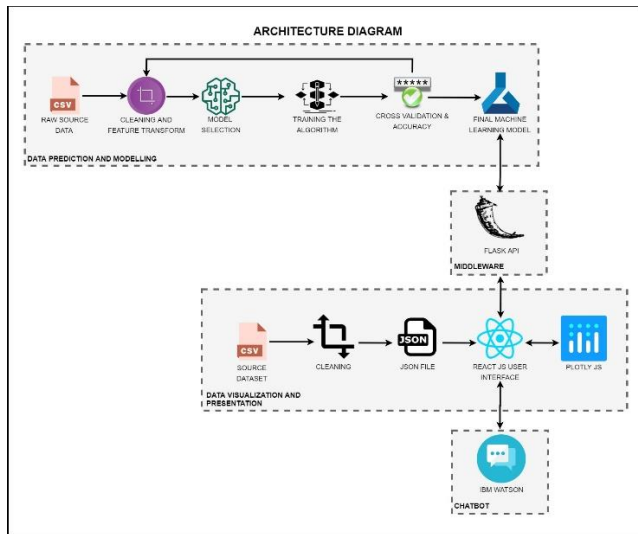 ARCHITECTURE DIAGRAM
CSV
RAW SOURCE
DATA
CLEANING AND
FEATURE TRANSFORM
MODEL
SELECTION
TRAINING THE
ALGORITHM
CROSS VALIDATION &
ACCURACY
FINAL MACHINE
LEARNING MODEL
DATA PREDICTION AND MODELLING
FLASK API
MIDDLEWARE
CSV
SOURCE
DATASET
CLEANING
JSON
JSON FILE
REACT JS USER
INTERFACE
PLOTLY JS
DATA VISUALIZATION AND
PRESENTATION
IBM WATSON
CHATBOT